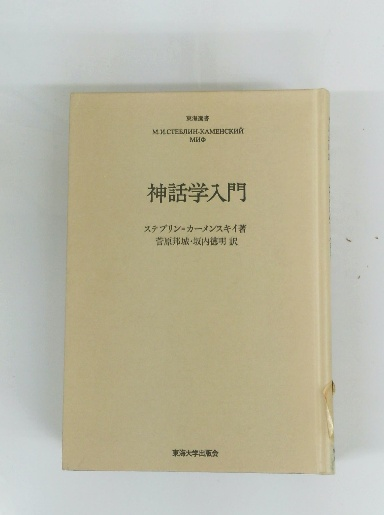 東海選書
М.И.СТЕБЛИН-КАМЕНСКИЙ
МИФ
神話学入門
ステブリン=カーメンスキイ著
菅原邦城・坂内徳明 訳
東海大学出版会